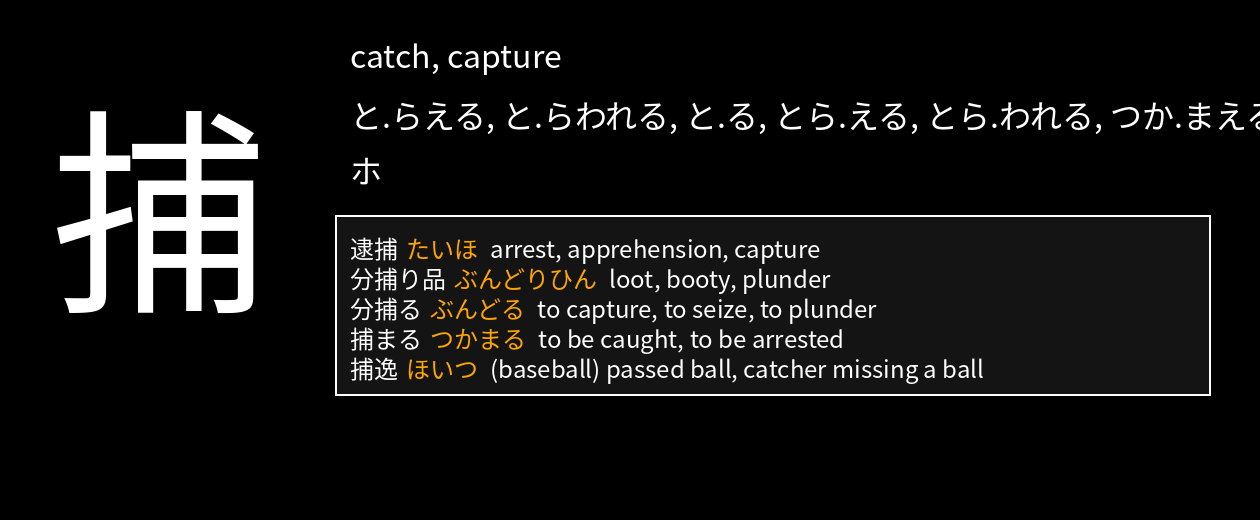 捕
catch, capture
と.らえる, と.らわれる, と.る, とら.える, とら.われる, つか.まえる
ホ
逮捕 たいほ arrest, apprehension, capture
分捕り品 ぶんどりひん loot, booty, plunder
分捕る ぶんどる to capture, to seize, to plunder
捕まる つかまる to be caught, to be arrested
捕逸 ほいつ (baseball) passed ball, catcher missing a ball